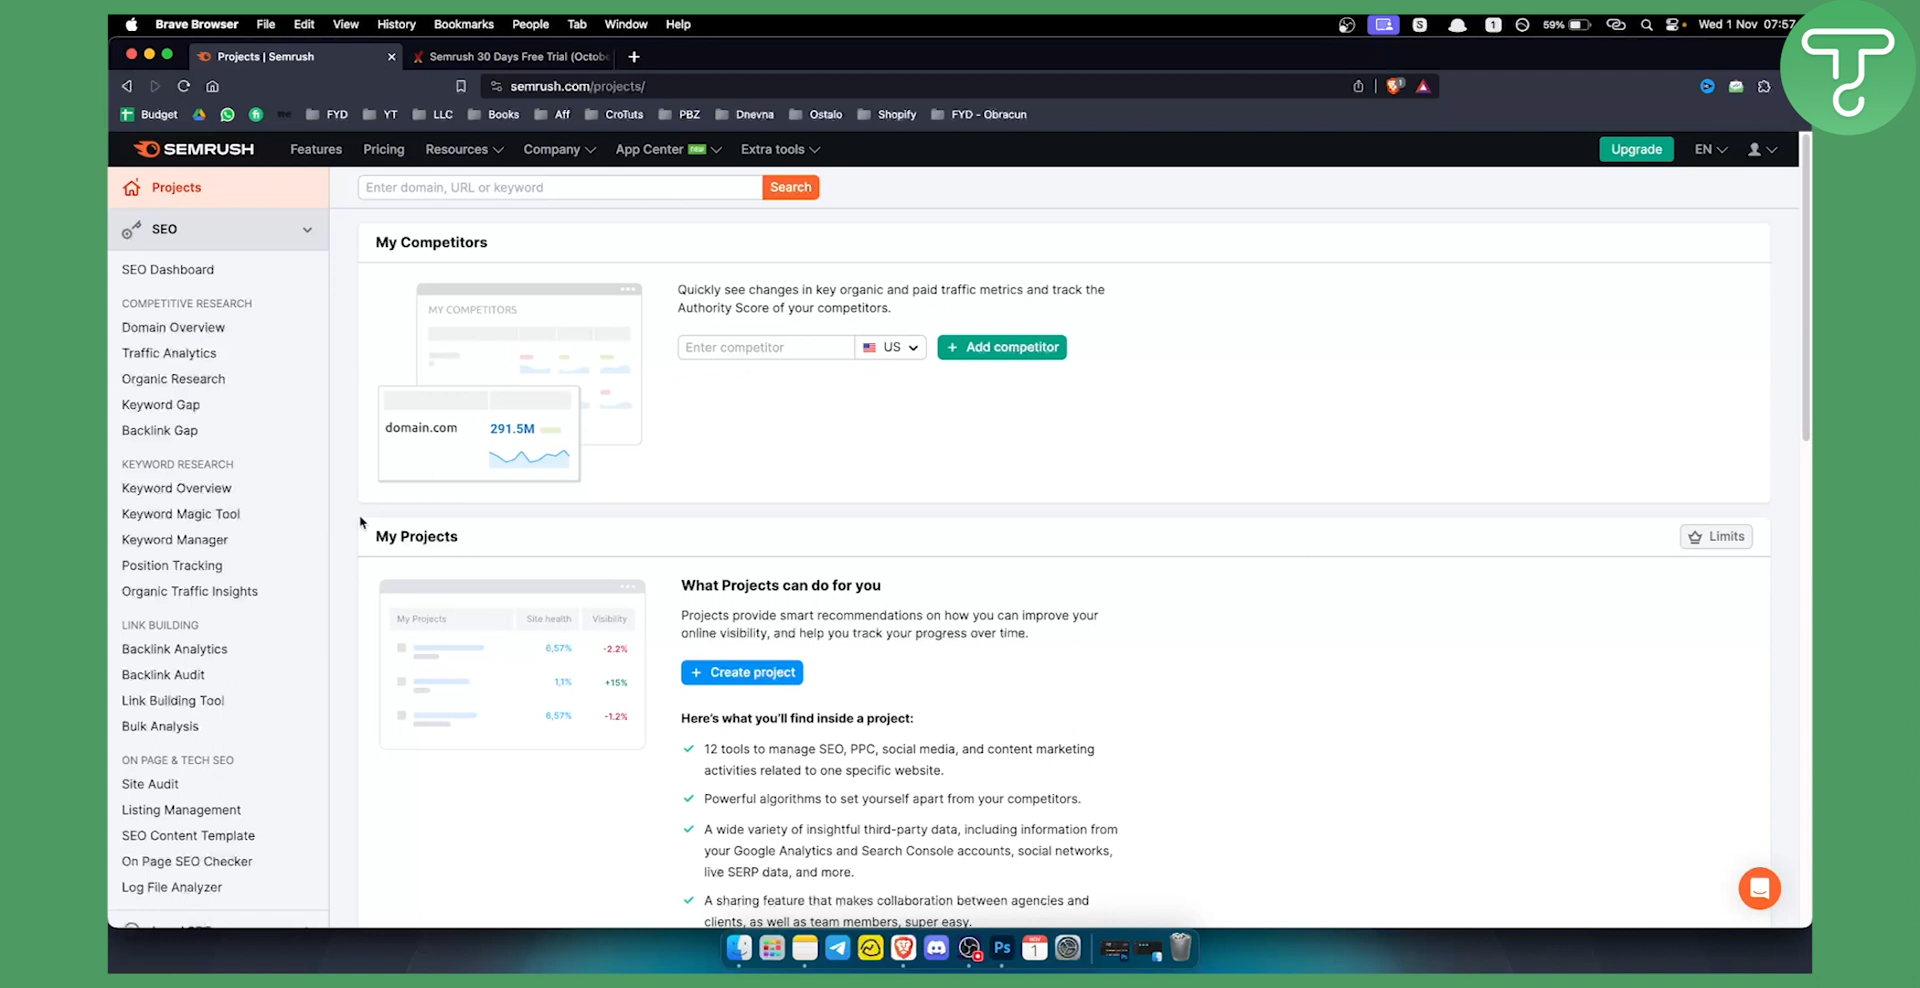 Brave Browser File Edit View History Bookmarks People Tab Window Help
S 1 59% Wed 1 Nov 07:57
Projects | Semrush
Semrush 30 Days Free Trial (Octobe
semrush.com/projects/
1
Budget FYD YT LLC Books Aff CroTuts PBZ Dnevna Ostalo Shopify FYD - Obracun
SEMRUSH Features Pricing Resources Company App Center new Extra tools Upgrade EN
Projects
Enter domain, URL or keyword Search
SEO
SEO Dashboard
COMPETITIVE RESEARCH
Domain Overview
Traffic Analytics
Organic Research
Keyword Gap
Backlink Gap
KEYWORD RESEARCH
Keyword Overview
Keyword Magic Tool
Keyword Manager
Position Tracking
Organic Traffic Insights
LINK BUILDING
Backlink Analytics
Backlink Audit
Link Building Tool
Bulk Analysis
ON PAGE & TECH SEO
Site Audit
Listing Management
SEO Content Template
On Page SEO Checker
Log File Analyzer
My Competitors
MY COMPETITORS
domain.com 291.5M
Quickly see changes in key organic and paid traffic metrics and track the
Authority Score of your competitors.
Enter competitor US + Add competitor
My Projects
Limits
My Projects Site health Visibility
6,57% -2.2%
1,1% +15%
6,57% -1.2%
What Projects can do for you
Projects provide smart recommendations on how you can improve your
online visibility, and help you track your progress over time.
+ Create project
Here's what you'll find inside a project:
12 tools to manage SEO, PPC, social media, and content marketing
activities related to one specific website.
Powerful algorithms to set yourself apart from your competitors.
A wide variety of insightful third-party data, including information from
your Google Analytics and Search Console accounts, social networks,
live SERP data, and more.
A sharing feature that makes collaboration between agencies and
clients, as well as team members, super easy.
Ps
NOV
1